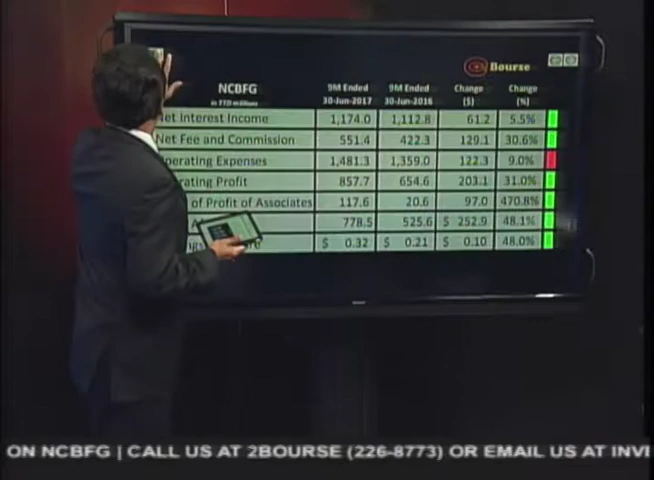 Bourse
NCBFG 9M Ended 9M Ended Change Change
in TTD millions 30-Jun-2017 30-Jun-2016 ($) (%)
et Interest Income 1,174.0 1,112.8 61.2 5.5%
Net Fee and Commission 551.4 422.3 129.1 30.6%
perating Expenses 1,481.3 1,359.0 122.3 9.0%
rating Profit 857.7 654.6 203.1 31.0%
of Profit of Associates 117.6 20.6 97.0 470.8%
778.5 525.6 $ 252.9 48.1%
$ 0.32 $ 0.21 $ 0.10 48.0%
ON NCBFG | CALL US AT 2BOURSE (226-8773) OR EMAIL US AT INVE